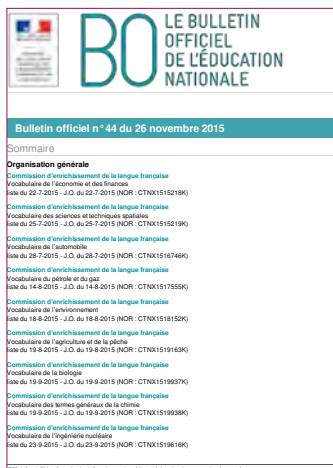 BO LE BULLETIN
OFFICIEL
DE L'ÉDUCATION
NATIONALE
Bulletin officiel n°44 du 26 novembre 2015
Sommaire
Organisation générale
Commission d'enrichissement de la langue française
Vocabulaire de l'économie et des finances
liste du 22-7-2015 - J.O. du 22-7-2015 (NOR : CTNX1515218K)
Commission d'enrichissement de la langue française
Vocabulaire des sciences et techniques spatiales
liste du 25-7-2015 - J.O. du 25-7-2015 (NOR : CTNX1515219K)
Commission d'enrichissement de la langue française
Vocabulaire de l'automobile
liste du 28-7-2015 - J.O. du 28-7-2015 (NOR : CTNX1516746K)
Commission d'enrichissement de la langue française
Vocabulaire du pétrole et du gaz
liste du 14-8-2015 - J.O. du 14-8-2015 (NOR : CTNX1517555K)
Commission d'enrichissement de la langue française
Vocabulaire de l'environnement
liste du 18-8-2015 - J.O. du 18-8-2015 (NOR : CTNX1518152K)
Commission d'enrichissement de la langue française
Vocabulaire de l'agriculture et de la pêche
liste du 19-8-2015 - J.O. du 19-8-2015 (NOR : CTNX1519163K)
Commission d'enrichissement de la langue française
Vocabulaire de la biologie
liste du 19-9-2015 - J.O. du 19-9-2015 (NOR : CTNX1519937K)
Commission d'enrichissement de la langue française
Vocabulaire des termes généraux de la chimie
liste du 19-9-2015 - J.O. du 19-9-2015 (NOR : CTNX1519938K)
Commission d'enrichissement de la langue française
Vocabulaire de l'ingénierie nucléaire
liste du 23-9-2015 - J.O. du 23-9-2015 (NOR : CTNX1519616K)